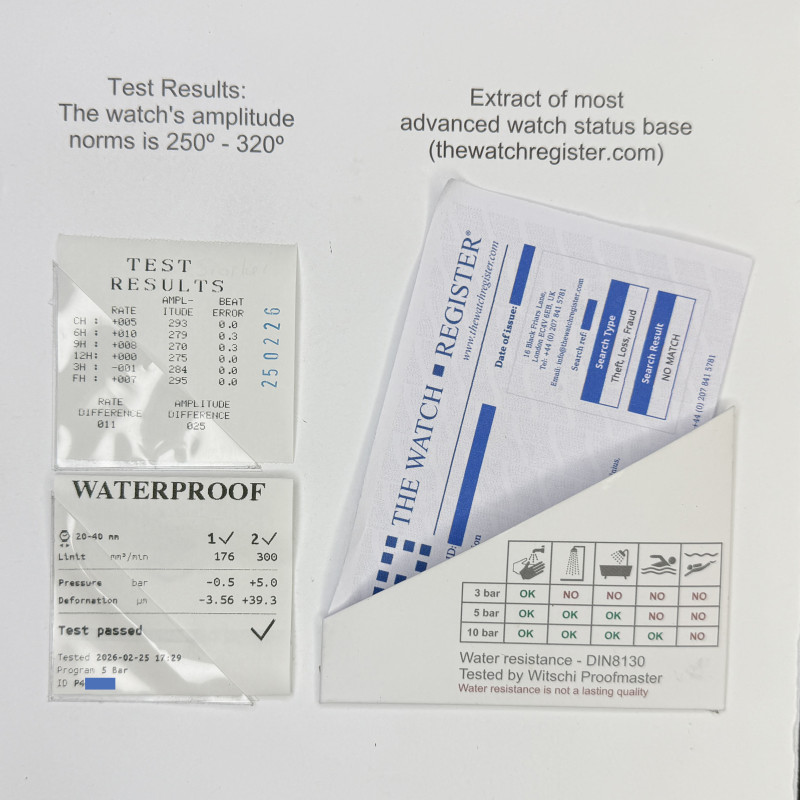 Test Results:
The watch's amplitude
norms is 250º - 320º
Extract of most
advanced watch status base
(thewatchregister.com)
TEST
RESULTS
RATE AMPL-ITUDE BEAT ERROR
CH : +005 293 0.0
6H : +010 279 0.3
9H : +008 270 0.3
12H: +000 275 0.0
3H : -001 284 0.0
FH : +007 295 0.0
RATE DIFFERENCE AMPLITUDE DIFFERENCE
011 025
250226
WATERPROOF
20-40 mm 1✓ 2✓
Limit mm³/min 176 300
Pressure bar -0.5 +5.0
Deformation µm -3.56 +39.3
Test passed ✓
Tested 2026-02-25 17:29
Program 5 Bar
ID P4
THE WATCH REGISTER®
www.thewatchregister.com
Date of issue:
16 Black Friars Lane,
London EC4V 6EB, UK
Tel: +44 (0) 207 841 5781
Email: info@thewatchregister.com
Search ref:
Search Type
Theft, Loss, Fraud
Search Result
NO MATCH
+44 (0) 207 841 5781
ID:
3 bar OK NO NO NO NO
5 bar OK OK OK NO NO
10 bar OK OK OK OK NO
Water resistance - DIN8130
Tested by Witschi Proofmaster
Water resistance is not a lasting quality